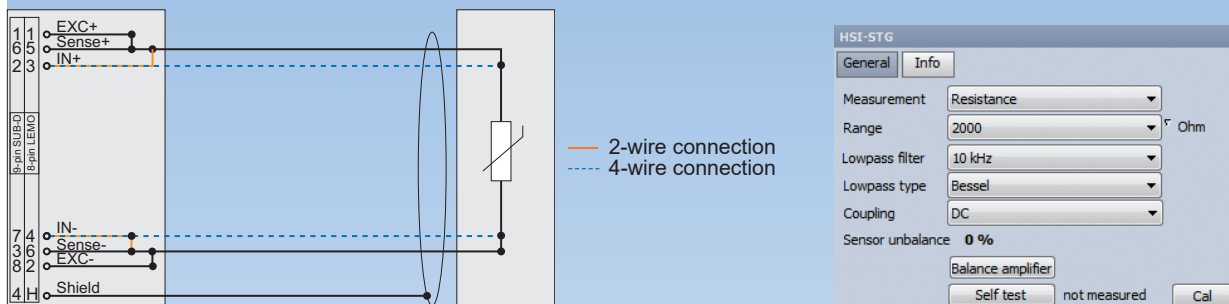 1 1 EXC+
6 5 Sense+
2 3 IN+
9-pin SUB-D
8-pin LEMO
7 4 IN-
3 6 Sense-
8 2 EXC-
4 H Shield
2-wire connection
4-wire connection
HSI-STG
General Info
Measurement Resistance
Range 2000 Ohm
Lowpass filter 10 kHz
Lowpass type Bessel
Coupling DC
Sensor unbalance 0 %
Balance amplifier
Self test not measured Cal